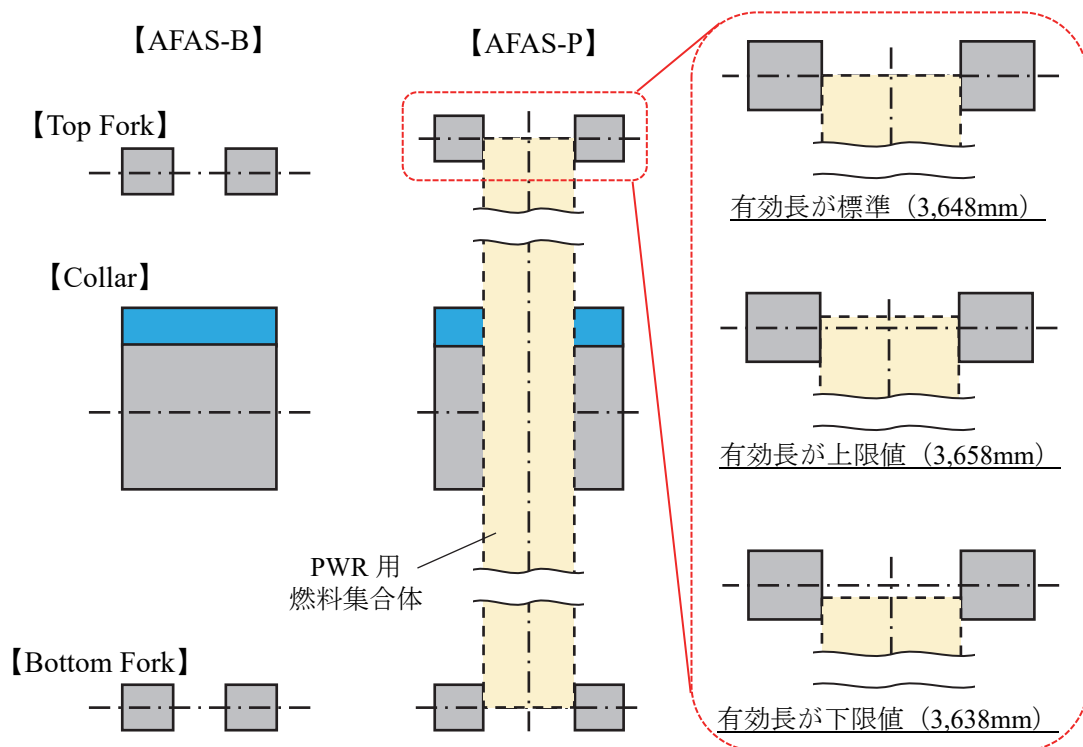 【AFAS-B】
【AFAS-P】
【Top Fork】
【Collar】
PWR 用
燃料集合体
【Bottom Fork】
有効長が標準（3,648mm）
有効長が上限値（3,658mm）
有効長が下限値（3,638mm）